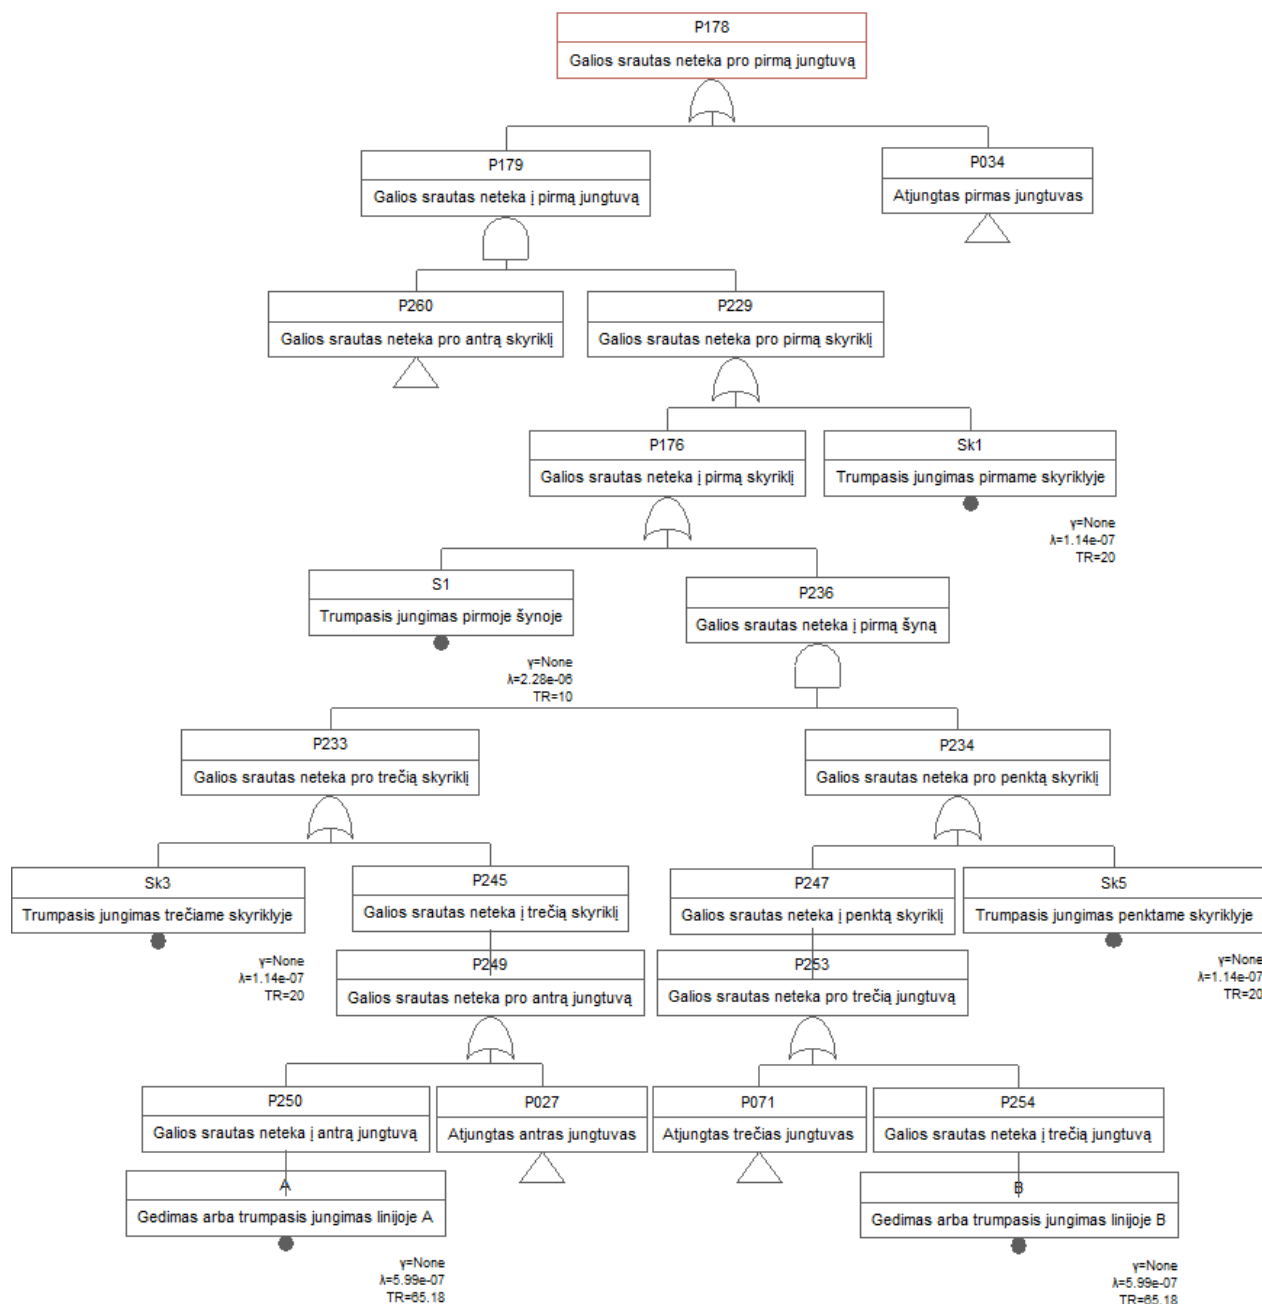 P178
Galios srautas neteka pro pirmą jungtuvą
P179
Galios srautas neteka į pirmą jungtuvą
P034
Atjungtas pirmas jungtuvas
P260
Galios srautas neteka pro antrą skyriklį
P229
Galios srautas neteka pro pirmą skyriklį
P176
Galios srautas neteka į pirmą skyriklį
Sk1
Trumpasis jungimas pirmame skyriklyje
γ=None
λ=1.14e-07
TR=20
S1
Trumpasis jungimas pirmoje šynoje
γ=None
λ=2.28e-06
TR=10
P236
Galios srautas neteka į pirmą šyną
P233
Galios srautas neteka pro trečią skyriklį
P234
Galios srautas neteka pro penktą skyriklį
Sk3
Trumpasis jungimas trečiame skyriklyje
γ=None
λ=1.14e-07
TR=20
P245
Galios srautas neteka į trečią skyriklį
P247
Galios srautas neteka į penktą skyriklį
Sk5
Trumpasis jungimas penktame skyriklyje
γ=None
λ=1.14e-07
TR=20
P249
Galios srautas neteka pro antrą jungtuvą
P253
Galios srautas neteka pro trečią jungtuvą
P250
Galios srautas neteka į antrą jungtuvą
P027
Atjungtas antras jungtuvas
P071
Atjungtas trečias jungtuvas
P254
Galios srautas neteka į trečią jungtuvą
A
Gedimas arba trumpasis jungimas linijoje A
γ=None
λ=5.99e-07
TR=65.18
B
Gedimas arba trumpasis jungimas linijoje B
γ=None
λ=5.99e-07
TR=65.18